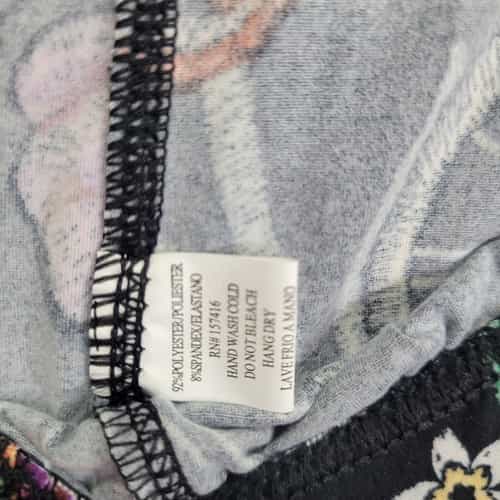 92%POLYESTER/POLIESTER
8%SPANDEX/ELASTANO
RN# 157416
HAND WASH COLD
DO NOT BLEACH
HANG DRY
LAVE FRIO A MANO